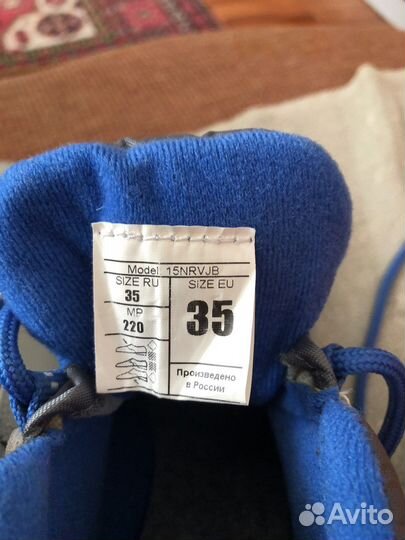 Model 15NRVJB
SIZE RU
35
MP
220
SIZE EU
35
Произведено
в России
Avito